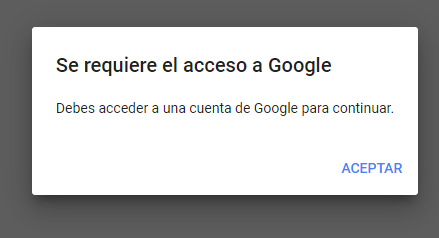 Se requiere el acceso a Google
Debes acceder a una cuenta de Google para continuar.
ACEPTAR